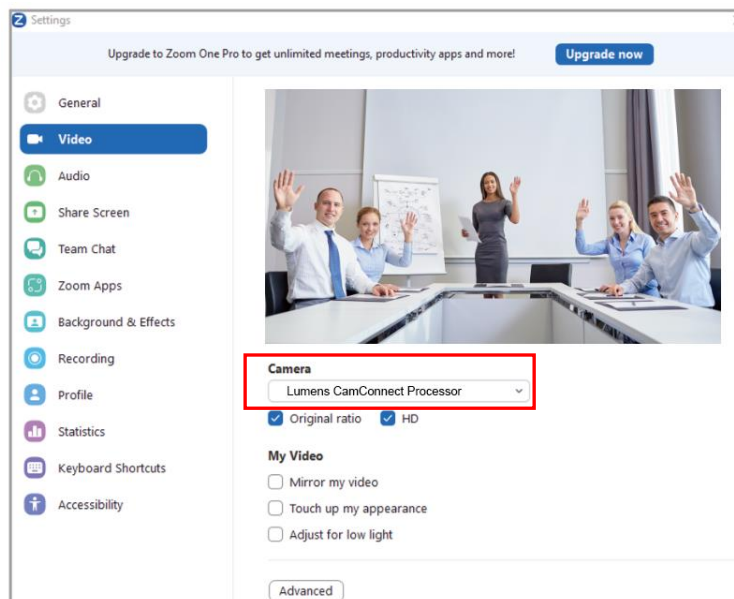 Settings
Upgrade to Zoom One Pro to get unlimited meetings, productivity apps and more!
Upgrade now
General
Video
Audio
Share Screen
Team Chat
Zoom Apps
Background & Effects
Recording
Profile
Statistics
Keyboard Shortcuts
Accessibility
Camera
Lumens CamConnect Processor
Original ratio HD
My Video
Mirror my video
Touch up my appearance
Adjust for low light
Advanced